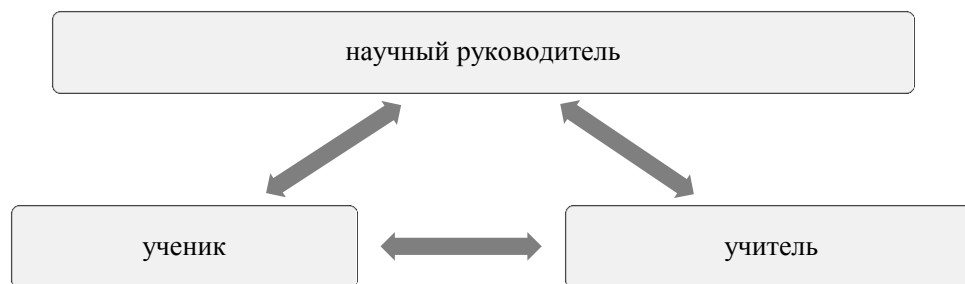 научный руководитель
ученик
учитель